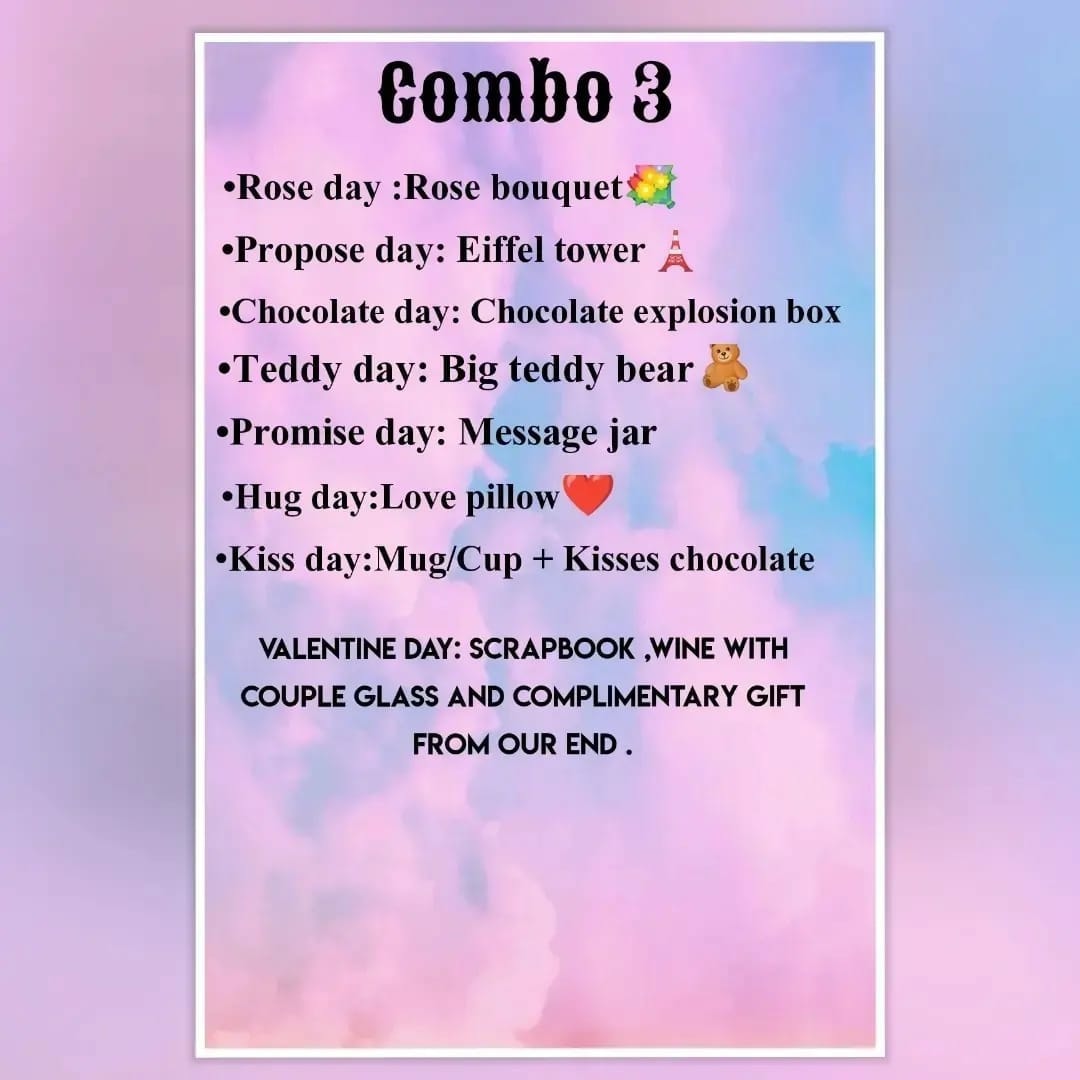 Combo 3
•Rose day :Rose bouquet💐
•Propose day: Eiffel tower 🗼
•Chocolate day: Chocolate explosion box
•Teddy day: Big teddy bear🧸
•Promise day: Message jar
•Hug day:Love pillow❤️
•Kiss day:Mug/Cup + Kisses chocolate
VALENTINE DAY: SCRAPBOOK ,WINE WITH
COUPLE GLASS AND COMPLIMENTARY GIFT
FROM OUR END .